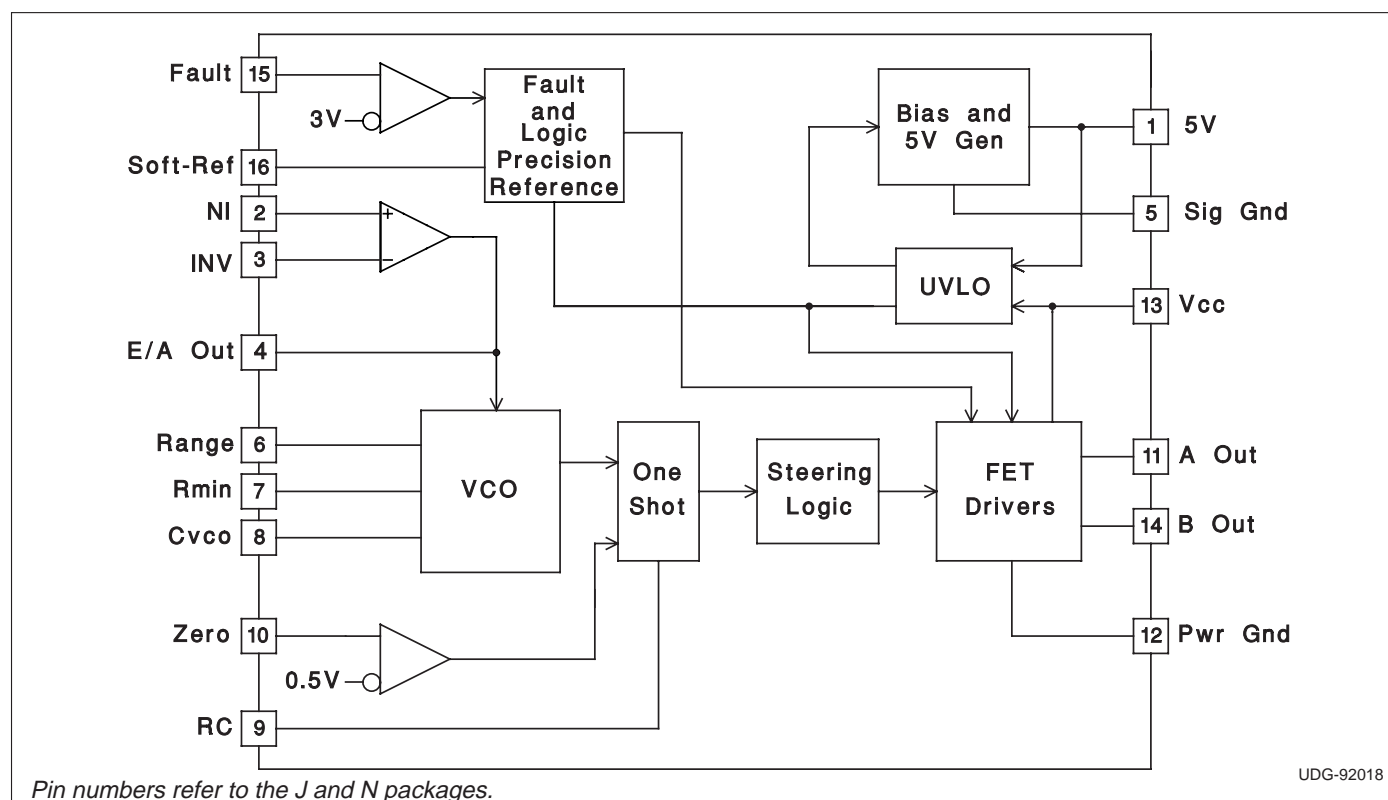 Fault 15
3V
Soft-Ref 16
NI 2
+
INV 3
−
E/A Out 4
Range 6
Rmin 7
Cvco 8
Zero 10
0.5V
RC 9
Fault
and
Logic
Precision
Reference
Bias and
5V Gen
UVLO
VCO
One
Shot
Steering
Logic
FET
Drivers
1 5V
5 Sig Gnd
13 Vcc
11 A Out
14 B Out
12 Pwr Gnd
Pin numbers refer to the J and N packages.
UDG-92018